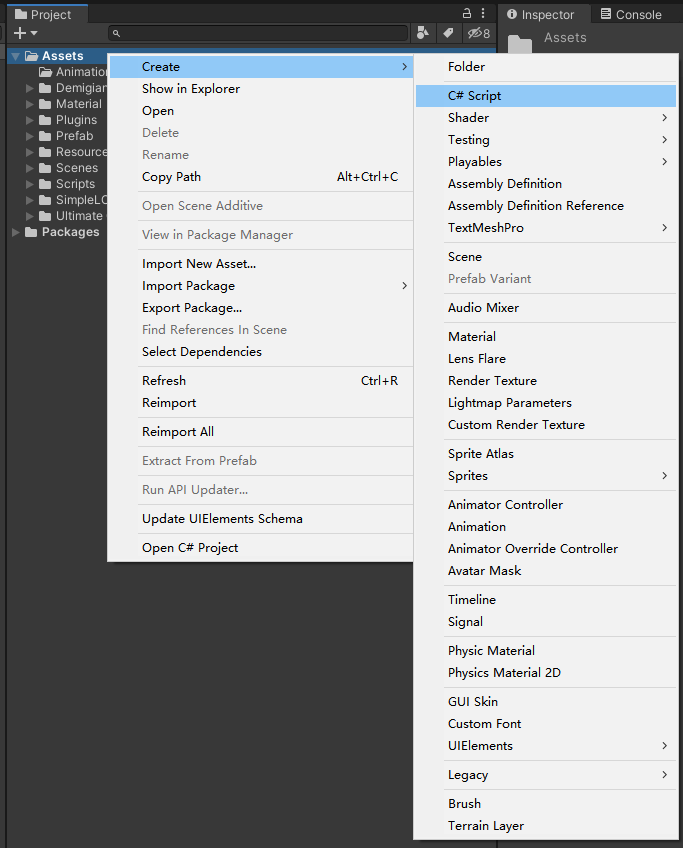 Project
Inspector
Console
8
Assets
Assets
Animation
Demigian
Material
Plugins
Prefab
Resource
Scenes
Scripts
SimpleLO
Ultimate
Packages
Create
Show in Explorer
Open
Delete
Rename
Copy Path Alt+Ctrl+C
Open Scene Additive
View in Package Manager
Import New Asset...
Import Package
Export Package...
Find References In Scene
Select Dependencies
Refresh Ctrl+R
Reimport
Reimport All
Extract From Prefab
Run API Updater...
Update UIElements Schema
Open C# Project
Folder
C# Script
Shader
Testing
Playables
Assembly Definition
Assembly Definition Reference
TextMeshPro
Scene
Prefab Variant
Audio Mixer
Material
Lens Flare
Render Texture
Lightmap Parameters
Custom Render Texture
Sprite Atlas
Sprites
Animator Controller
Animation
Animator Override Controller
Avatar Mask
Timeline
Signal
Physic Material
Physics Material 2D
GUI Skin
Custom Font
UIElements
Legacy
Brush
Terrain Layer